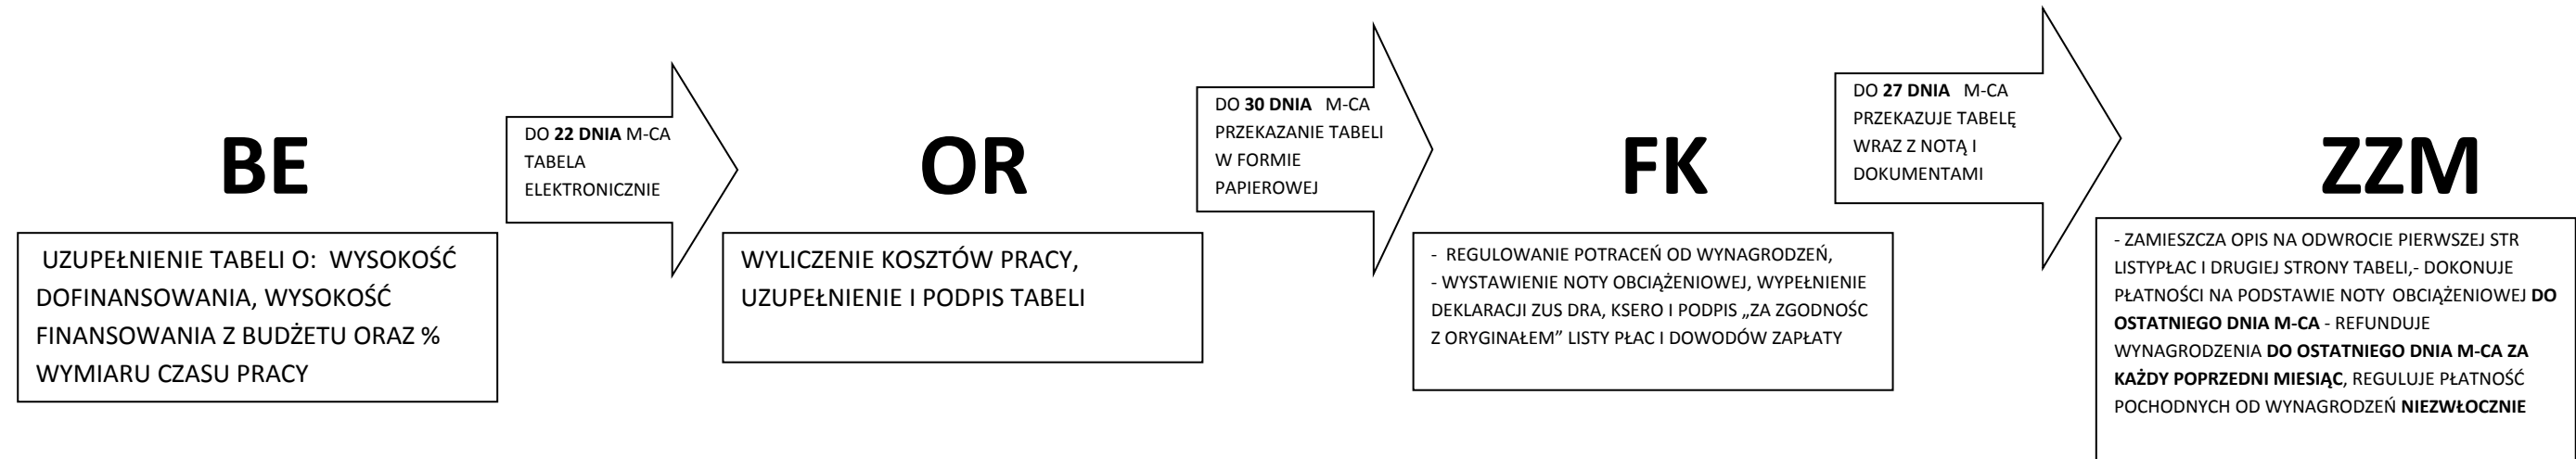 BE
UZUPEŁNIENIE TABELI O: WYSOKOŚĆ
DOFINANSOWANIA, WYSOKOŚĆ
FINANSOWANIA Z BUDŻETU ORAZ %
WYMIARU CZASU PRACY
DO 22 DNIA M-CA
TABELA
ELEKTRONICZNIE
OR
WYLICZENIE KOSZTÓW PRACY,
UZUPEŁNIENIE I PODPIS TABELI
DO 30 DNIA M-CA
PRZEKAZANIE TABELI
W FORMIE
PAPIEROWEJ
FK
- REGULOWANIE POTRACEŃ OD WYNAGRODZEŃ,
- WYSTAWIENIE NOTY OBCIĄŻENIOWEJ, WYPEŁNIENIE
DEKLARACJI ZUS DRA, KSERO I PODPIS „ZA ZGODNOŚC
Z ORYGINAŁEM” LISTY PŁAC I DOWODÓW ZAPŁATY
DO 27 DNIA M-CA
PRZEKAZUJE TABELĘ
WRAZ Z NOTĄ I
DOKUMENTAMI
ZZM
- ZAMIESZCZA OPIS NA ODWROCIE PIERWSZEJ STR
LISTYPŁAC I DRUGIEJ STRONY TABELI,- DOKONUJE
PŁATNOŚCI NA PODSTAWIE NOTY OBCIĄŻENIOWEJ DO
OSTATNIEGO DNIA M-CA - REFUNDUJE
WYNAGRODZENIA DO OSTATNIEGO DNIA M-CA ZA
KAŻDY POPRZEDNI MIESIĄC, REGULUJE PŁATNOŚĆ
POCHODNYCH OD WYNAGRODZEŃ NIEZWŁOCZNIE